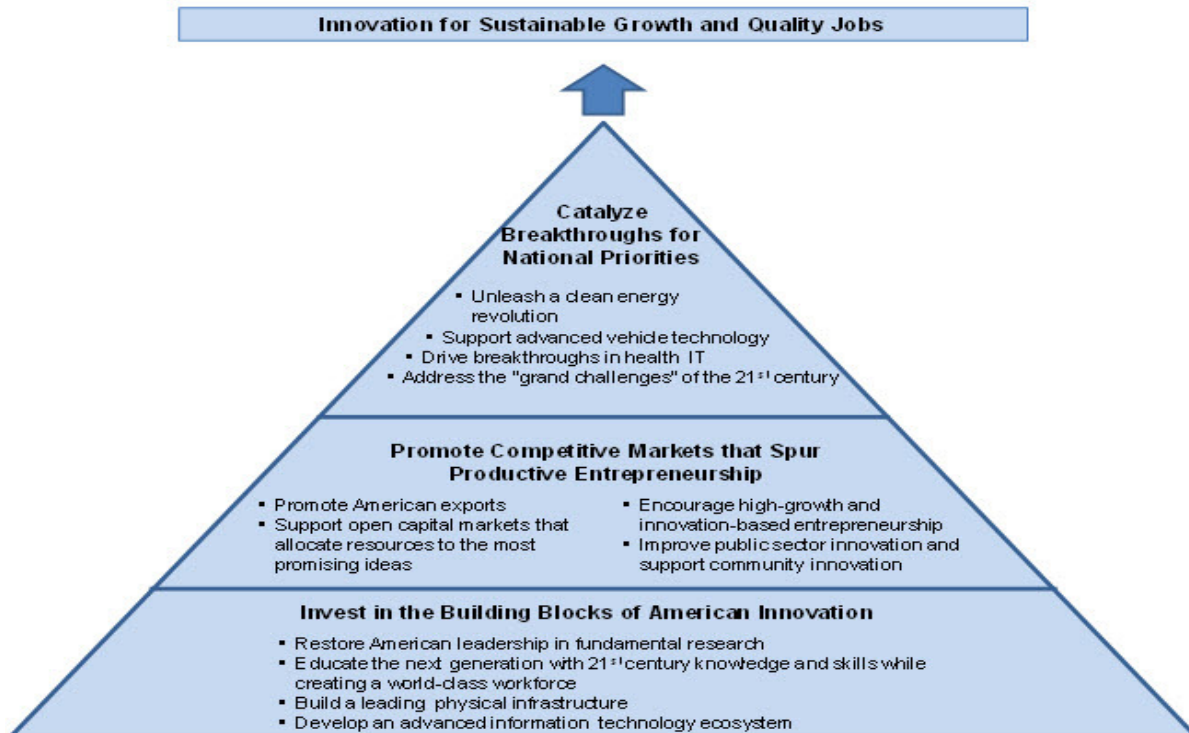 Innovation for Sustainable Growth and Quality Jobs
Catalyze
Breakthroughs for
National Priorities
▪ Unleash a clean energy
revolution
▪ Support advanced vehicle technology
▪ Drive breakthroughs in health IT
▪ Address the "grand challenges" of the 21st century
Promote Competitive Markets that Spur
Productive Entrepreneurship
▪ Promote American exports
▪ Support open capital markets that
allocate resources to the most
promising ideas
▪ Encourage high-growth and
innovation-based entrepreneurship
▪ Improve public sector innovation and
support community innovation
Invest in the Building Blocks of American Innovation
▪ Restore American leadership in fundamental research
▪ Educate the next generation with 21st century knowledge and skills while
creating a world-class workforce
▪ Build a leading physical infrastructure
▪ Develop an advanced information technology ecosystem